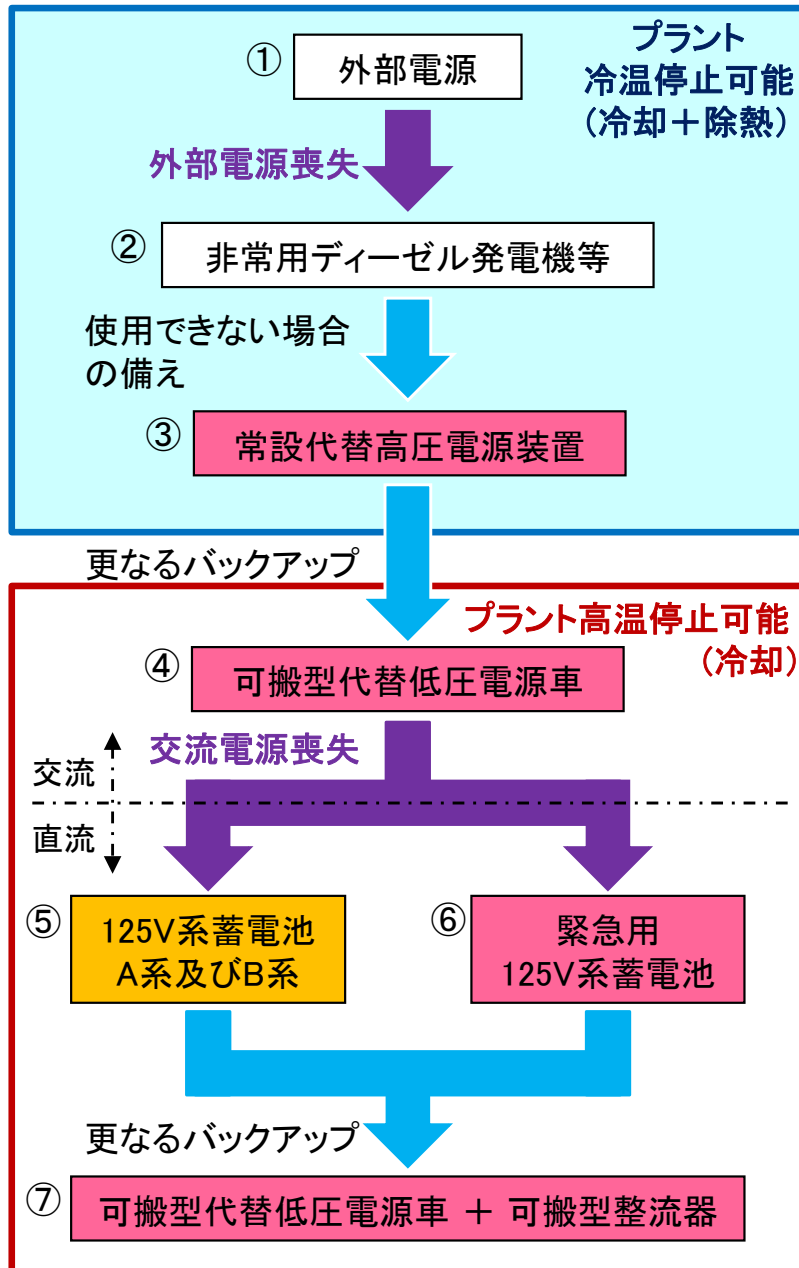 プラント
冷温停止可能
（冷却＋除熱）
① 外部電源
外部電源喪失
② 非常用ディーゼル発電機等
使用できない場合
の備え
③ 常設代替高圧電源装置
更なるバックアップ
プラント高温停止可能
（冷却）
④ 可搬型代替低圧電源車
交流電源喪失
交流
直流
⑤ 125V系蓄電池
A系及びB系
⑥ 緊急用
125V系蓄電池
更なるバックアップ
⑦ 可搬型代替低圧電源車 ＋ 可搬型整流器